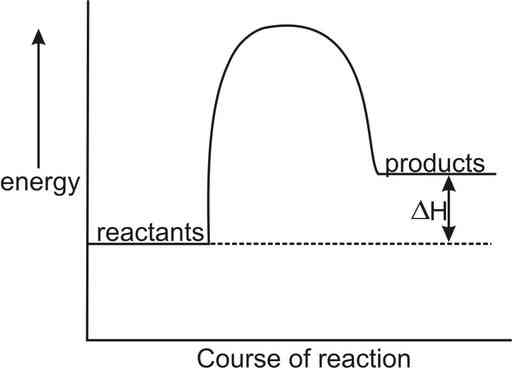 products
energy
ΔH
reactants
Course of reaction